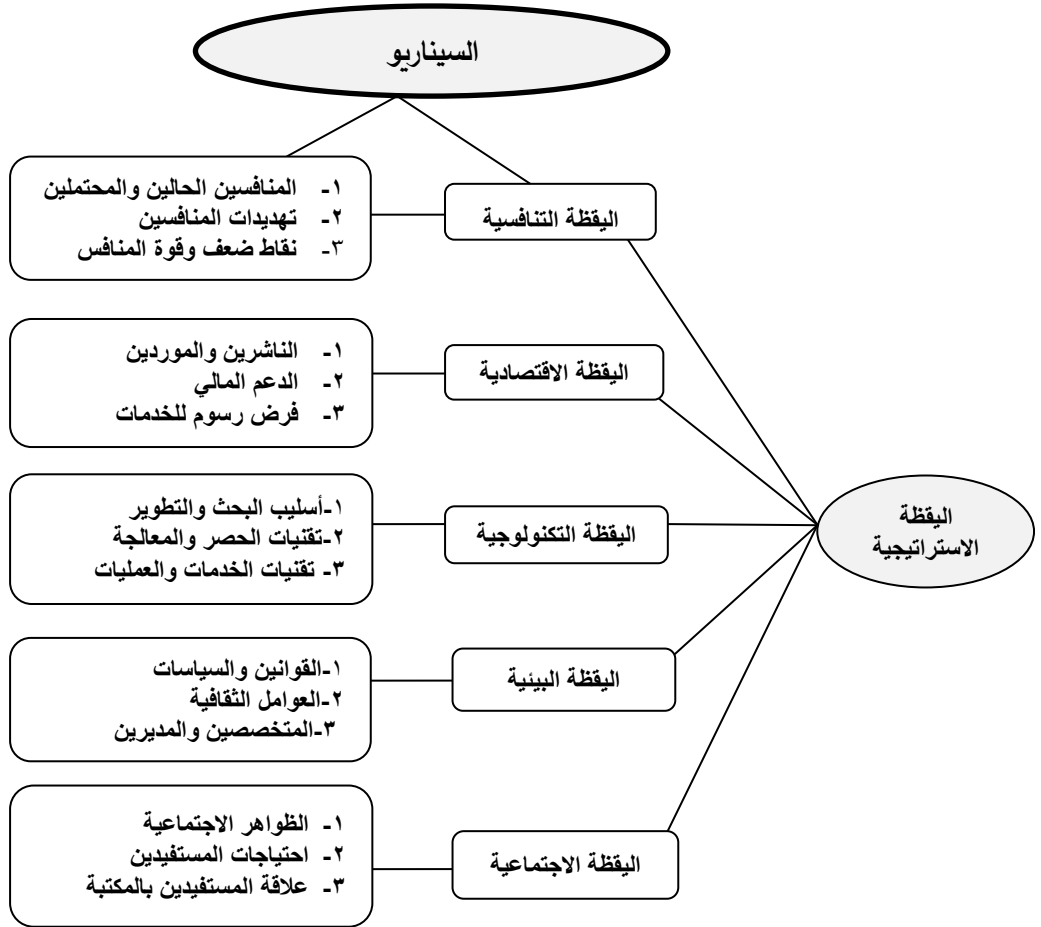 السيناريو
اليقظة التنافسية
١- المنافسين الحالين والمحتملين
٢- تهديدات المنافسين
٣- نقاط ضعف وقوة المنافس
اليقظة الاقتصادية
١- الناشرين والموردين
٢- الدعم المالي
٣- فرض رسوم للخدمات
اليقظة
الاستراتيجية
اليقظة التكنولوجية
١-أسليب البحث والتطوير
٢-تقنيات الحصر والمعالجة
٣- تقنيات الخدمات والعمليات
اليقظة البيئية
١-القوانين والسياسات
٢-العوامل الثقافية
٣-المتخصصين والمديرين
اليقظة الاجتماعية
١- الظواهر الاجتماعية
٢- احتياجات المستفيدين
٣- علاقة المستفيدين بالمكتبة